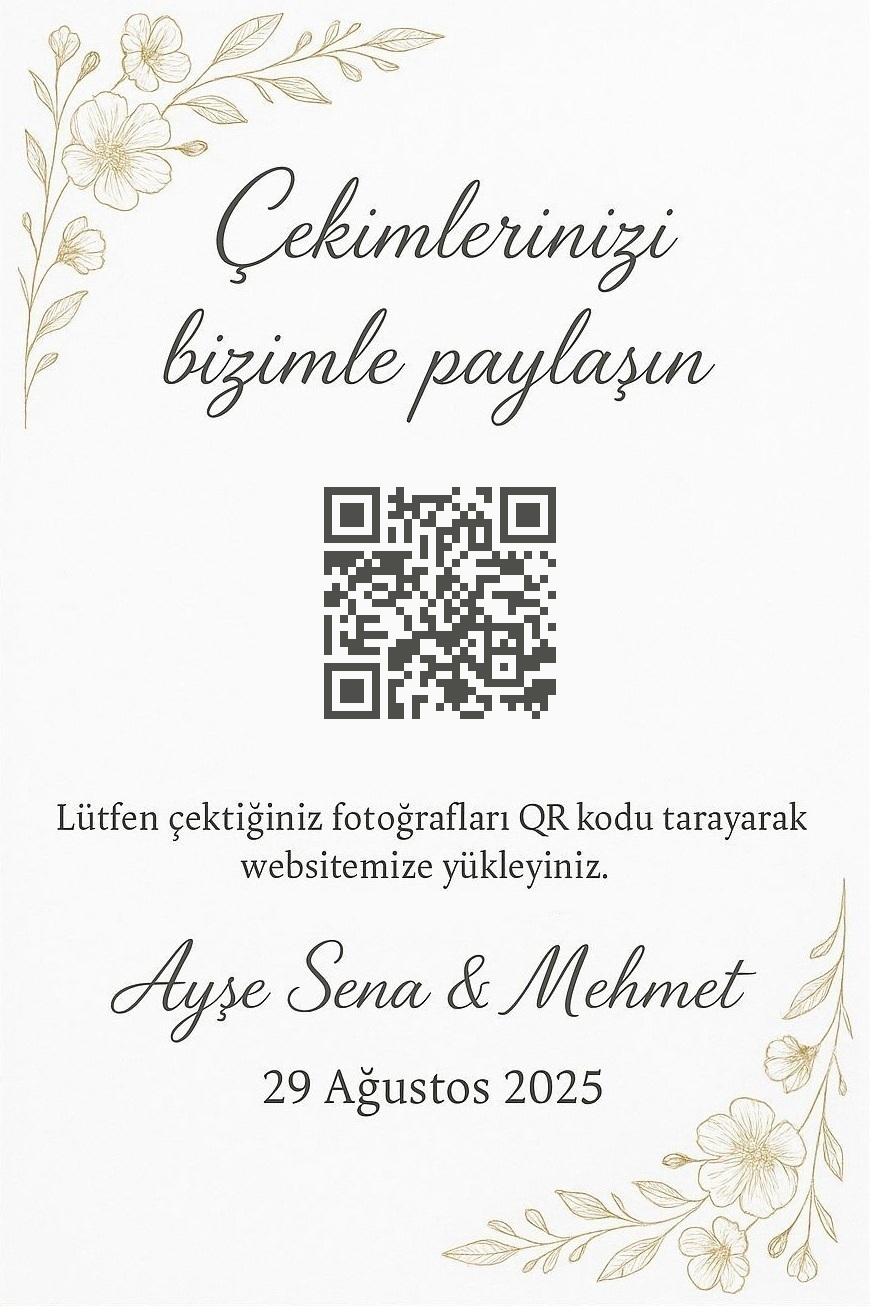 Çekimlerinizi
bizimle paylaşın
Lütfen çektiğiniz fotoğrafları QR kodu tarayarak
websitemize yükleyiniz.
Ayşe Sena & Mehmet
29 Ağustos 2025